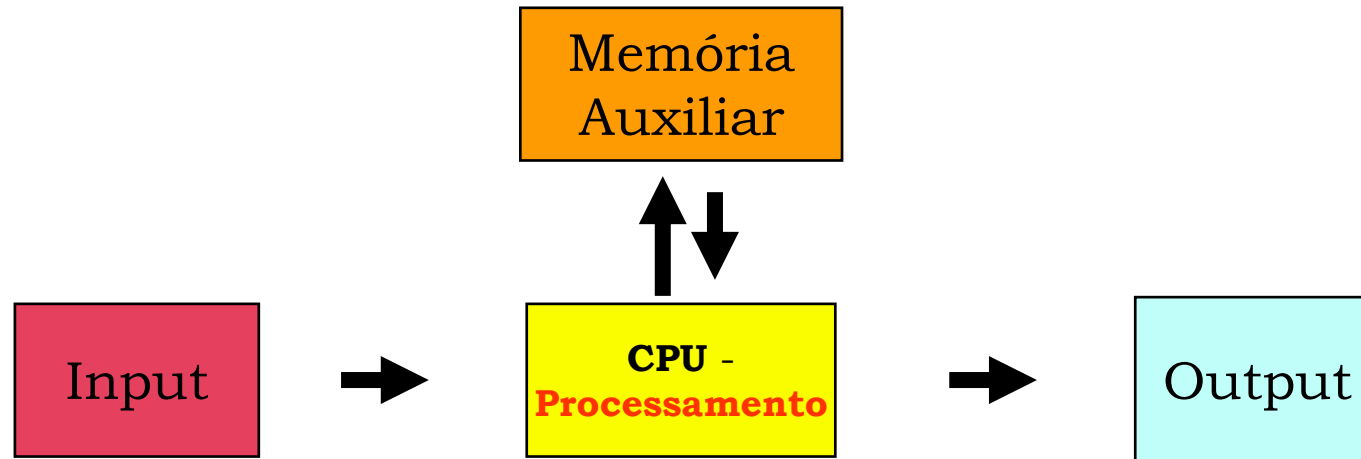 Memória
Auxiliar
Input
CPU -
Processamento
Output